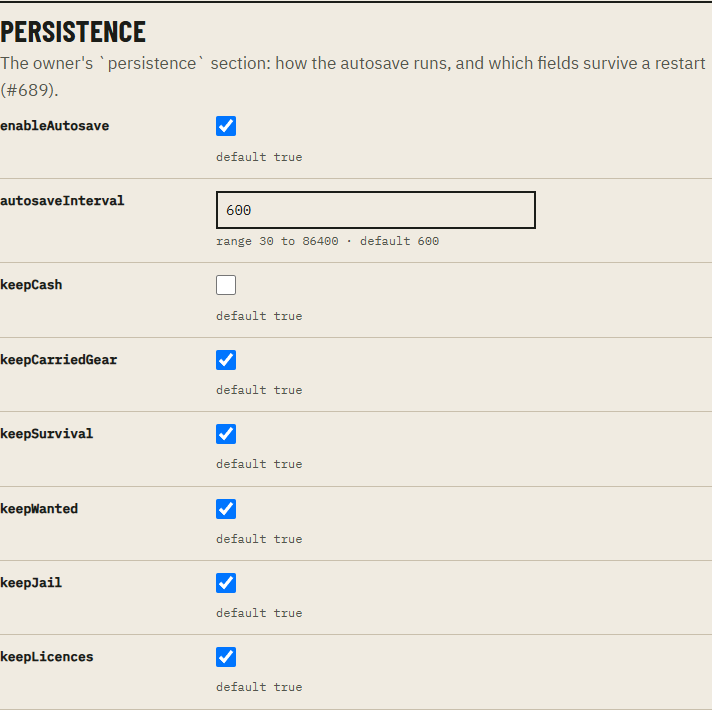 PERSISTENCE
The owner's `persistence` section: how the autosave runs, and which fields survive a restart
(#689).
enableAutosave
default true
autosaveInterval
600
range 30 to 86400 · default 600
keepCash
default true
keepCarriedGear
default true
keepSurvival
default true
keepWanted
default true
keepJail
default true
keepLicences
default true